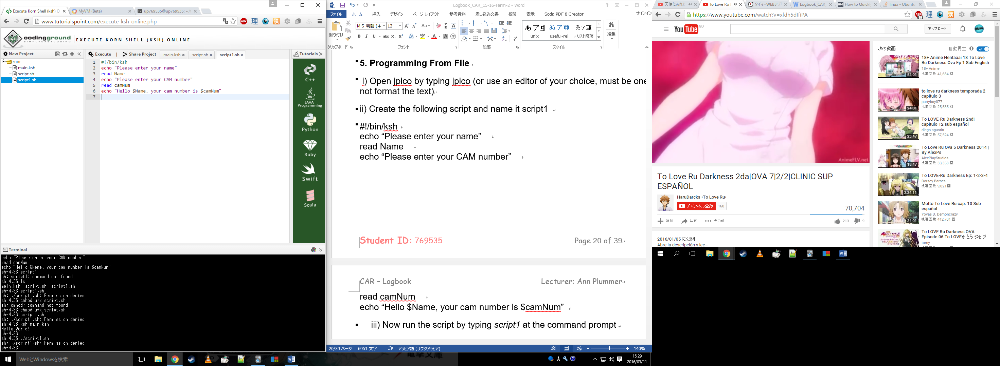 Execute Korn Shell (ksh) O
MyVM (Beta)
up769535@up769535: ~/
www.tutorialspoint.com/execute_ksh_online.php
codingground
SIMPLYEASYCODING
EXECUTE KORN SHELL (KSH) ONLINE
New Project
Execute | Share Project
main.ksh
script.sh
script1.sh
Tutorials
root
main.ksh
script.sh
script1.sh
1 #!/bin/ksh
2 echo "Please enter your name"
3 read Name
4 echo "Please enter your CAM number"
5 read camNum
6 echo "Hello $Name, your cam number is $camNum"
7
C++
JAVA
Programming
Python
Ruby
Swift
Scala
Terminal
echo "Please enter your CAM number"
read camNum
echo "Hello $Name, your cam number is $camNum"
sh-4.3$ script1
sh: script1: command not found
sh-4.3$ ls
main.ksh script.sh script1.sh
sh-4.3$ script1.sh
sh: ./script1.sh: Permission denied
sh-4.3$ cmhod u+x script.sh
sh: cmhod: command not found
sh-4.3$ chmod u+x script.sh
sh-4.3$ script1.sh
sh: ./script1.sh: Permission denied
sh-4.3$ ksh main.ksh
Hello World!
sh-4.3$
sh-4.3$ ./script1.sh
sh: ./script1.sh: Permission denied
sh-4.3$
WebとWindowsを検索
Logbook_CAR_15-16-Term-2 - Word
ファイル ホーム 挿入 デザイン ページ レイアウト 参考資料 差し込み文書 校閲 表示 Soda PDF 8 Creator サインイン
貼り付け
ＭＳ 明朝 (本 12
あア亜 あア亜 あア亜
unix useful-rel リスト段落
編集
クリップボード フォント 段落 スタイル
5. Programming From File
i) Open jpico by typing jpico (or use an editor of your choice, must be one
not format the text)
ii) Create the following script and name it script1
#!/bin/ksh
echo “Please enter your name”
read Name
echo “Please enter your CAM number”
Student ID: 769535
Page 20 of 39
CAR – Logbook
Lecturer: Ann Plummer
read camNum
echo “Hello $Name, your cam number is $camNum”
iii) Now run the script by typing script1 at the command prompt
20/39 ページ 6951 文字 アラビア語 (サウジアラビア) 140%
電撃文庫
15:29
2016/03/11
天使にふれた
To Love Ru
タイマーWEBアプ
Logbook_CAR
How to Quickly
linux - Ubuntu
https://www.youtube.com/watch?v=xfdh5dIfiPA
YouTube GB
アップロード
AnimeFLV.net
To Love Ru Darkness 2da|OVA 7|2/2|CLINIC SUP
ESPAÑOL
HaruDarcks •To Love Ru•
チャンネル登録 160
70,704
追加 共有 その他 213 9
2016/01/05 に公開
Abre la descripción y lee~
次の動画 自動再生
18+ Anime Hentaaai 18 To Love
Ru Darkness Ova Ep 1 Sub English
18+ Anime
視聴回数 41,684 回
52:01
to love ru darkness temporada 2
capitulo 3
partyboy077
視聴回数 25,585 回
24:01
To LOVE-Ru Darkness 2nd!
capitulo 12 sub español
diego agustin
視聴回数 57,524 回
23:47
To Love Ru Ova 5 Darkness 2014 |
By AlexPs
AlexPlayStudios
視聴回数 33,358 回
18:47
To LOVE-Ru Darkness Ep: 1-2-3-4
Dorsey Barnes
視聴回数 9,021 回
2:24:11
Motto To Love Ru cap. 10 Sub
español
Yovas D. Demoncrazy
視聴回数 412,701 回
24:01
To LOVE Ru Darkness OVA
Episode 06 To LOVEる とらぶる ダ
tomy